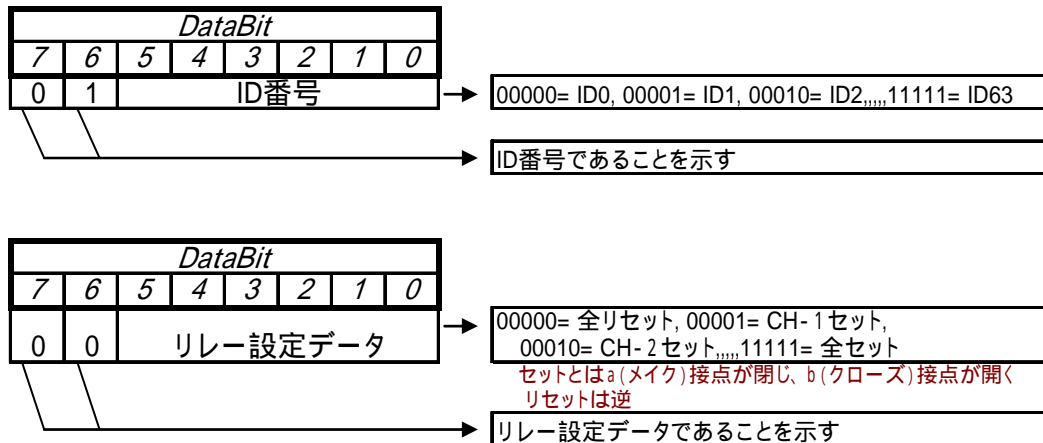 DataBit
7 6 5 4 3 2 1 0
0 1 ID番号
00000= ID0, 00001= ID1, 00010= ID2,,,,,11111= ID63
ID番号であることを示す
DataBit
7 6 5 4 3 2 1 0
0 0 リレー設定データ
00000= 全リセット, 00001= CH-1セット,
00010= CH-2セット,,,,,11111= 全セット
セットとはa(メイク)接点が閉じ、b(クローズ)接点が開く
リセットは逆
リレー設定データであることを示す